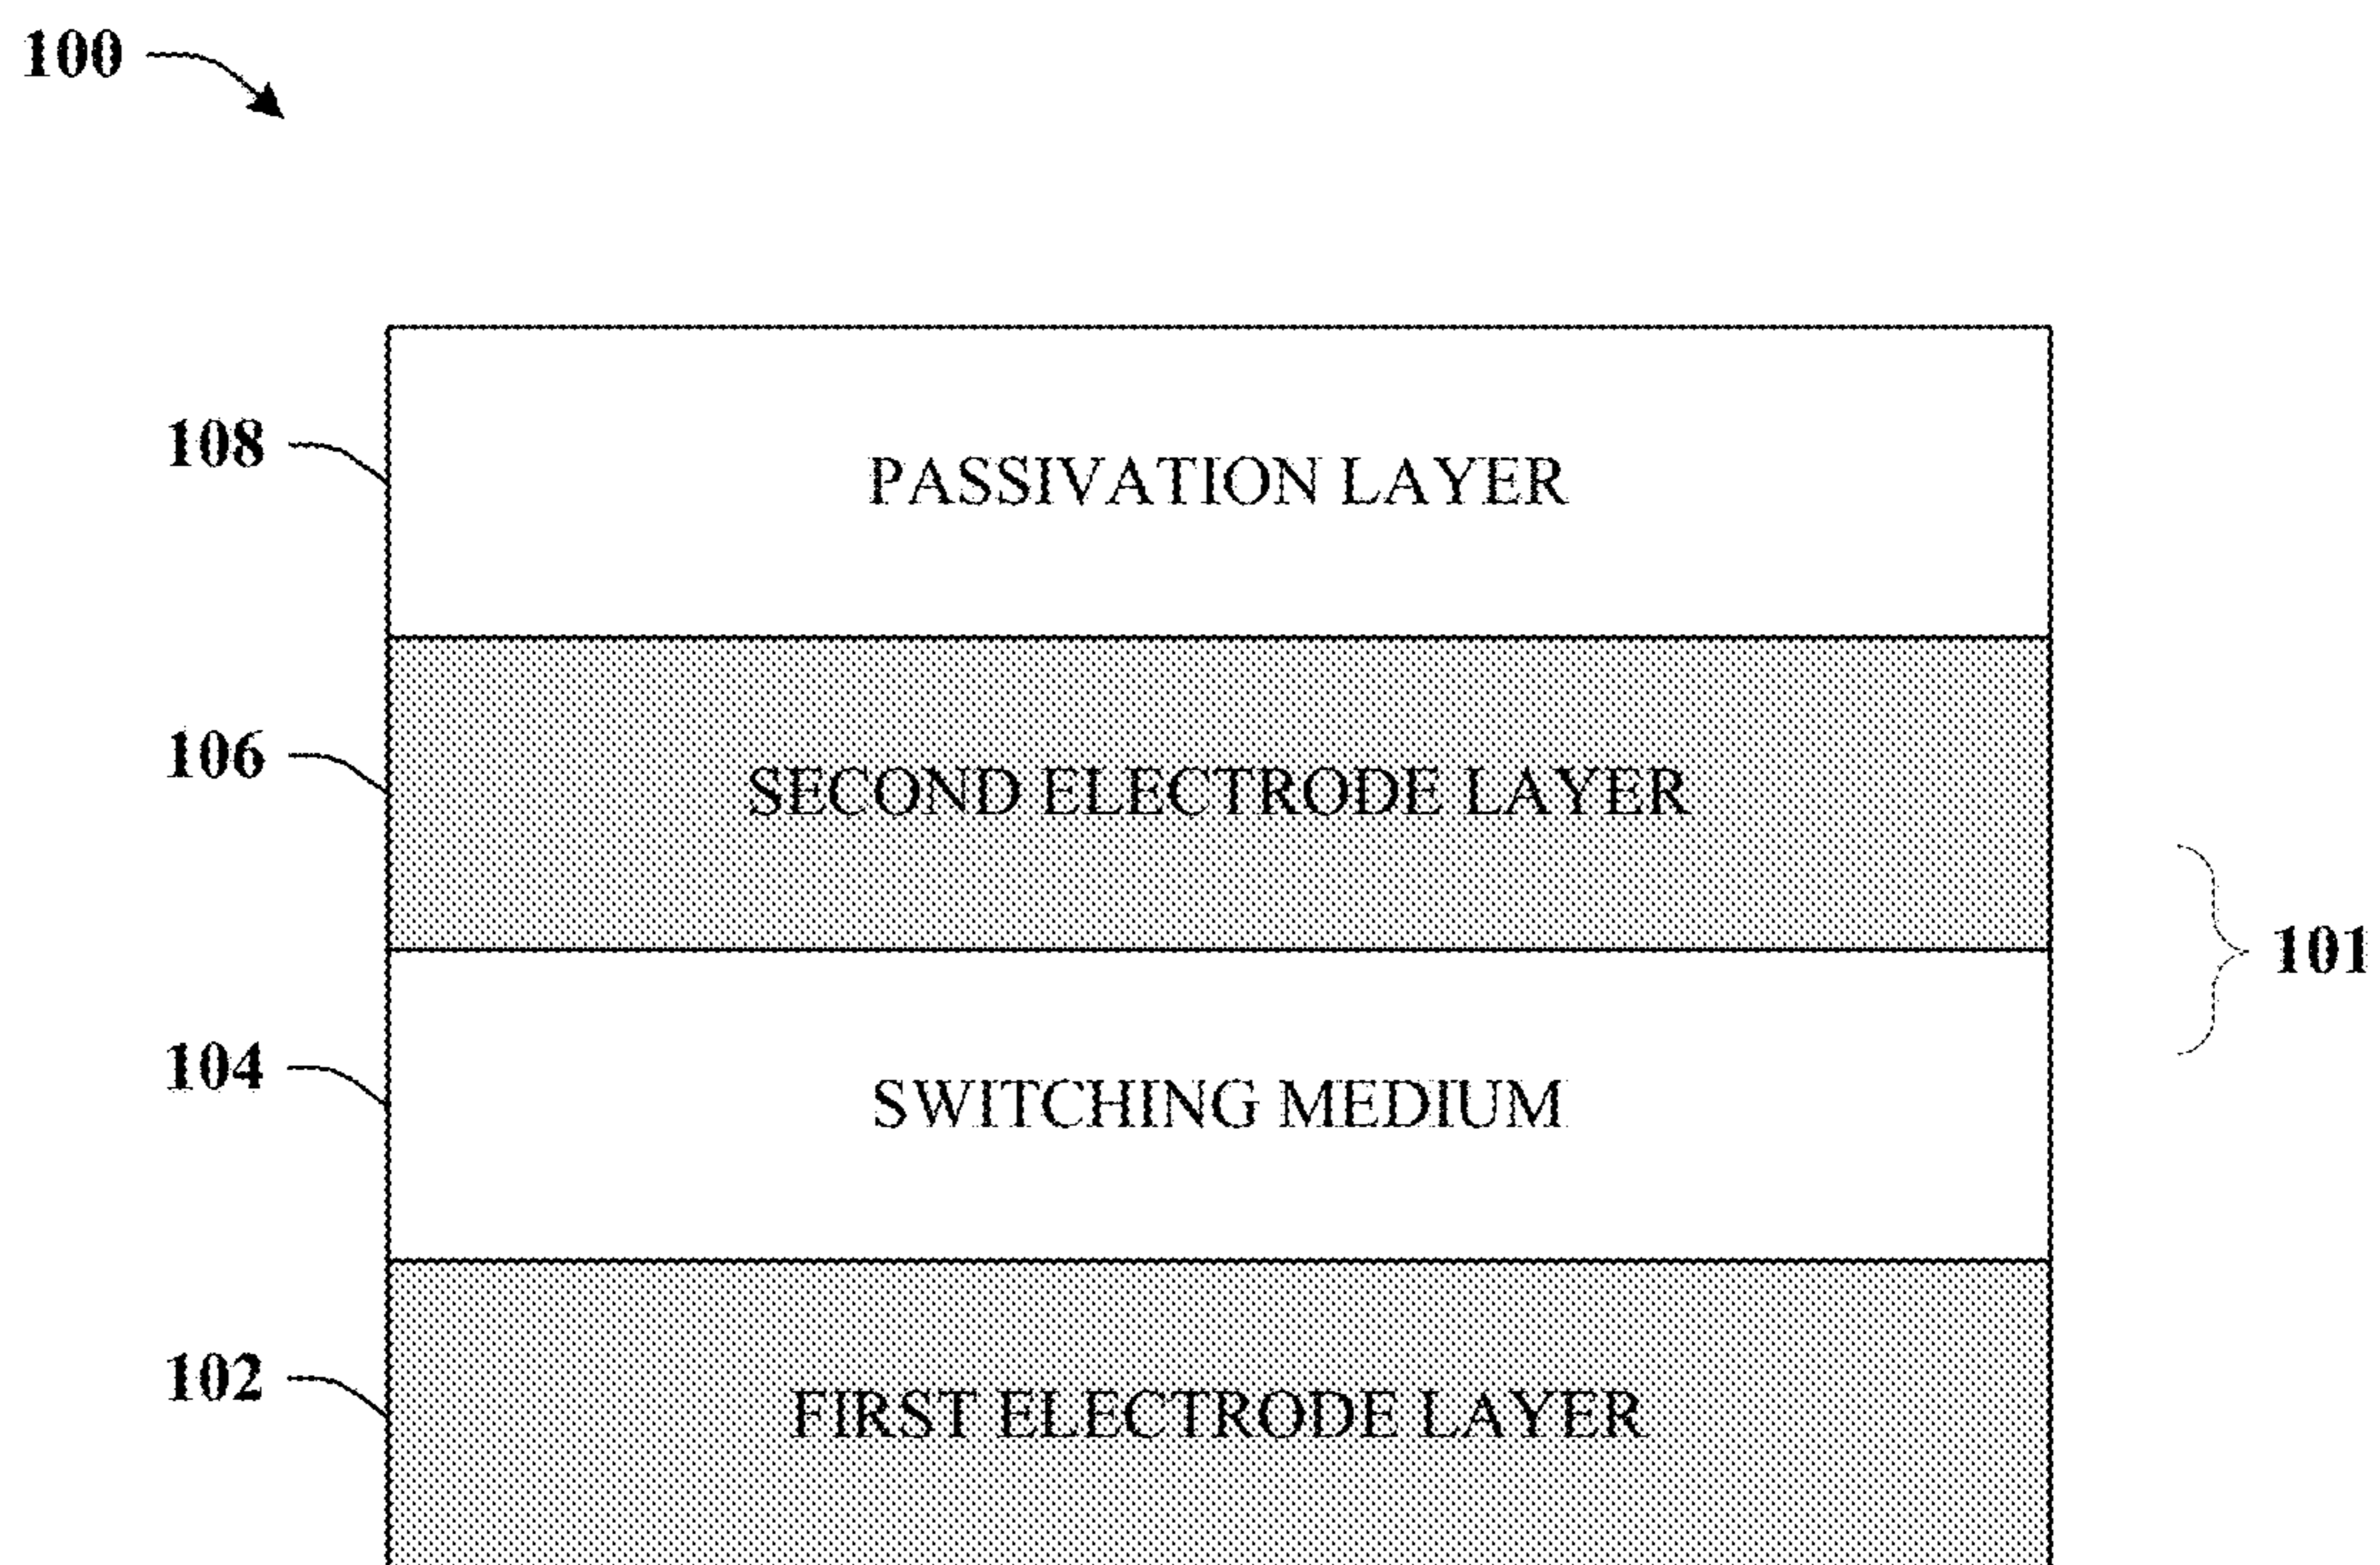 100
108
PASSIVATION LAYER
106
SECOND ELECTRODE LAYER
101
104
SWITCHING MEDIUM
102
FIRST ELECTRODE LAYER